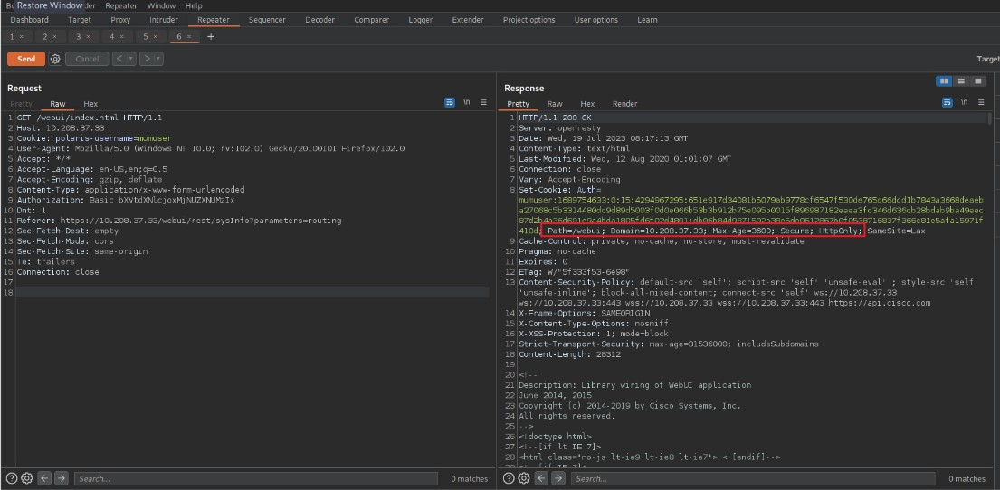 Bu Restore Window der Repeater Window Help
Dashboard Target Proxy Intruder Repeater Sequencer Decoder Comparer Logger Extender Project options User options Learn
1 × 2 × 3 × 4 × 5 × 6 × +
Send Cancel < > Target
Request
Pretty Raw Hex \n
1 GET /webui/index.html HTTP/1.1
2 Host: 10.208.37.33
3 Cookie: polaris-username=mumuser
4 User-Agent: Mozilla/5.0 (Windows NT 10.0; rv:102.0) Gecko/20100101 Firefox/102.0
5 Accept: */*
6 Accept-Language: en-US,en;q=0.5
7 Accept-Encoding: gzip, deflate
8 Content-Type: application/x-www-form-urlencoded
9 Authorization: Basic bXVtdXNlcjoxMjNUZXNUMzIx
10 Dnt: 1
11 Referer: https://10.208.37.33/webui/rest/sysInfo?parameters=routing
12 Sec-Fetch-Dest: empty
13 Sec-Fetch-Mode: cors
14 Sec-Fetch-Site: same-origin
15 Te: trailers
16 Connection: close
17
18
Search... 0 matches
Response
Pretty Raw Hex Render \n
1 HTTP/1.1 200 OK
2 Server: openresty
3 Date: Wed, 19 Jul 2023 08:17:13 GMT
4 Content-Type: text/html
5 Last-Modified: Wed, 12 Aug 2020 01:01:07 GMT
6 Connection: close
7 Vary: Accept-Encoding
8 Set-Cookie: Auth=
mumuser:1689754633:0:15:4294967295:651e917d34081b5079ab9778cf6547f530de765d66dcd1b7843a3668deaeb
a27068c5b3314480dc9d89d5003f0d0e066b53b3b912b75e095b0015f896987182eaea3fd346d636cb28bdab9ba49eec
87d2b4a36d601e9a4bda1805fd6f02d4891:db06b84d9371502b38e5de0612867b0f0538716837f366c81e5afa15971f
410d; Path=/webui; Domain=10.208.37.33; Max-Age=3600; Secure; HttpOnly; SameSite=Lax
9 Cache-Control: private, no-cache, no-store, must-revalidate
10 Pragma: no-cache
11 Expires: 0
12 ETag: W/"5f333f53-6e98"
13 Content-Security-Policy: default-src 'self'; script-src 'self' 'unsafe-eval' ; style-src 'self'
'unsafe-inline'; block-all-mixed-content; connect-src 'self' ws://10.208.37.33
ws://10.208.37.33:443 wss://10.208.37.33 wss://10.208.37.33:443 https://api.cisco.com
14 X-Frame-Options: SAMEORIGIN
15 X-Content-Type-Options: nosniff
16 X-XSS-Protection: 1; mode=block
17 Strict-Transport-Security: max-age=31536000; includeSubdomains
18 Content-Length: 28312
19
20 <!--
21 Description: Library wiring of WebUI application
22 June 2014, 2015
23 Copyright (c) 2014-2019 by Cisco Systems, Inc.
24 All rights reserved.
25 -->
26 <!doctype html>
27 <!--[if lt IE 7]>
28 <html class="no-js lt-ie9 lt-ie8 lt-ie7"> <![endif]-->
29 <!--[if IE 7]>
Search... 0 matches